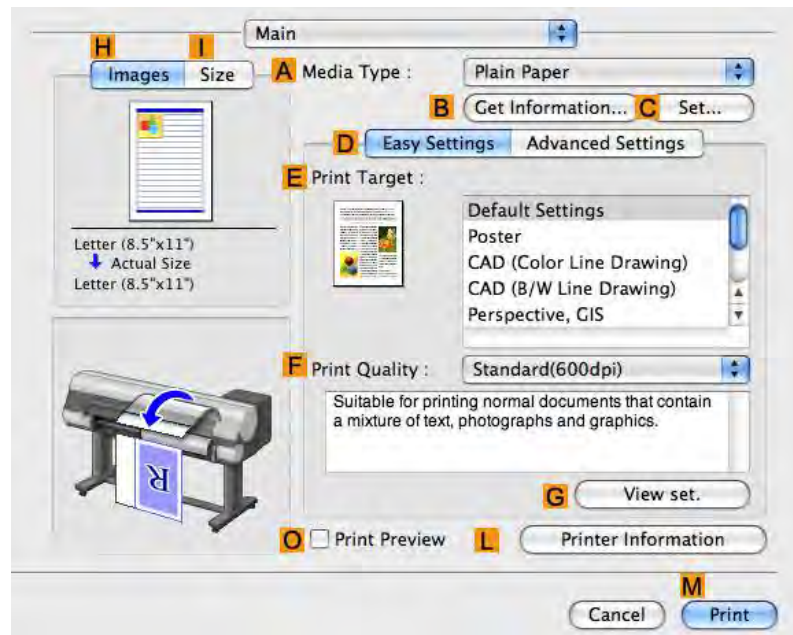 Main
H I
Images Size
A Media Type : Plain Paper
B Get Information... C Set...
D Easy Settings Advanced Settings
E Print Target :
Default Settings
Poster
CAD (Color Line Drawing)
CAD (B/W Line Drawing)
Perspective, GIS
Letter (8.5"x11")
Actual Size
Letter (8.5"x11")
F Print Quality : Standard(600dpi)
Suitable for printing normal documents that contain
a mixture of text, photographs and graphics.
R
G View set.
O Print Preview L Printer Information
M
Cancel Print